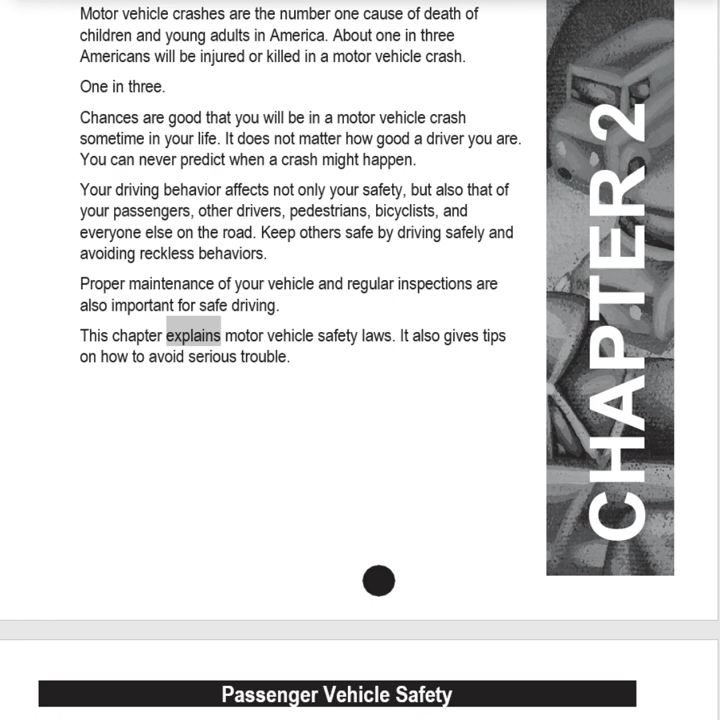 Motor vehicle crashes are the number one cause of death of
children and young adults in America. About one in three
Americans will be injured or killed in a motor vehicle crash.
One in three.
Chances are good that you will be in a motor vehicle crash
sometime in your life. It does not matter how good a driver you are.
You can never predict when a crash might happen.
Your driving behavior affects not only your safety, but also that of
your passengers, other drivers, pedestrians, bicyclists, and
everyone else on the road. Keep others safe by driving safely and
avoiding reckless behaviors.
Proper maintenance of your vehicle and regular inspections are
also important for safe driving.
This chapter explains motor vehicle safety laws. It also gives tips
on how to avoid serious trouble.
CHAPTER 2
Passenger Vehicle Safety